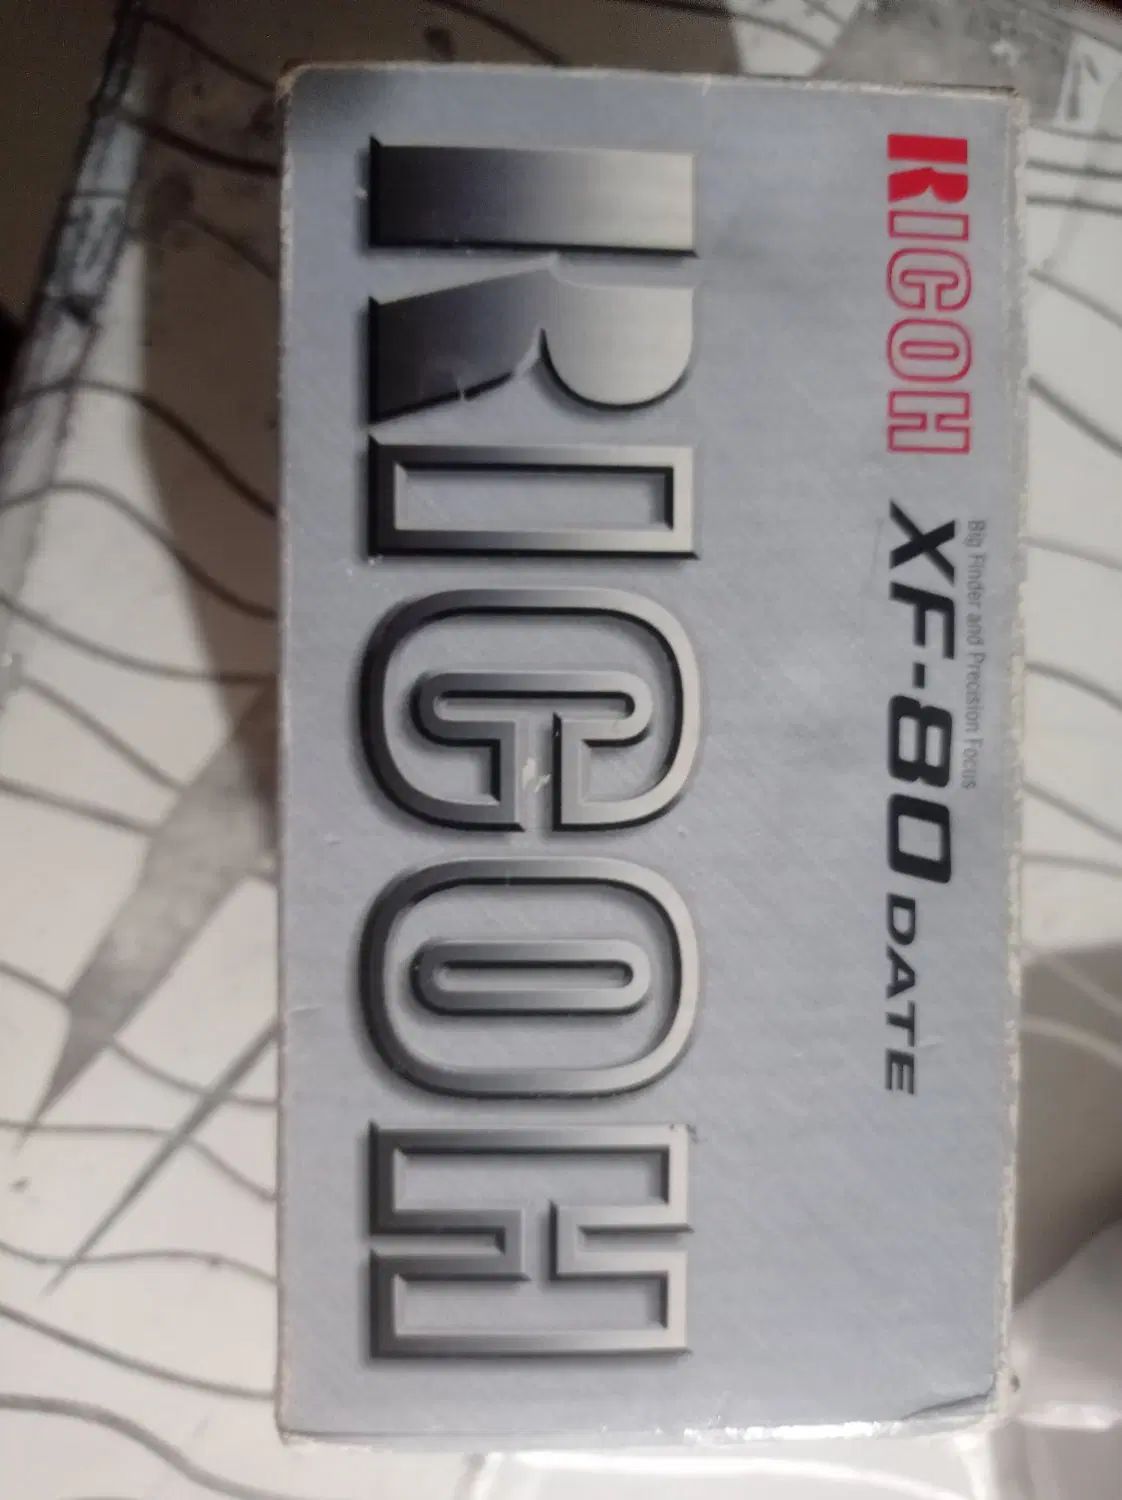 Big Finder and Precision Focus
RICOH XF-80 DATE
RICOH